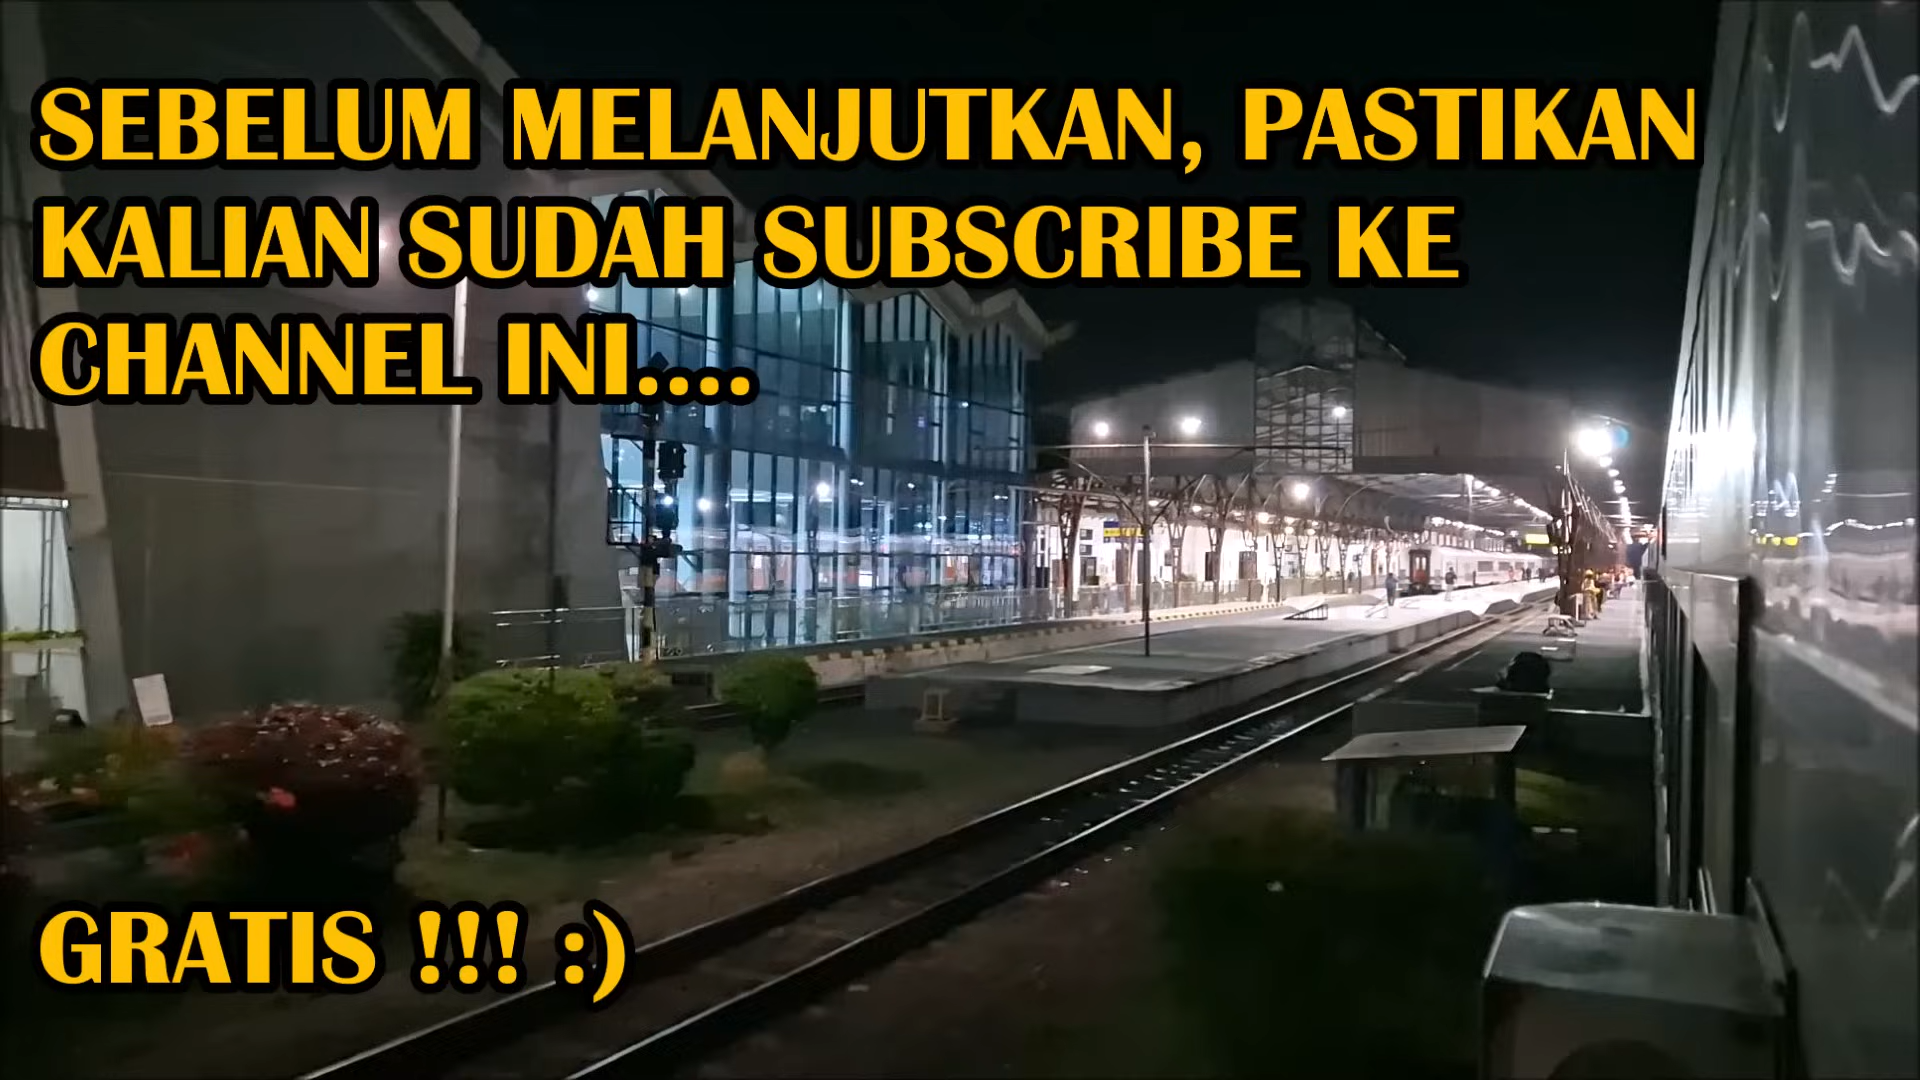 SEBELUM MELANJUTKAN, PASTIKAN
KALIAN SUDAH SUBSCRIBE KE
CHANNEL INI....
GRATIS !!! :)